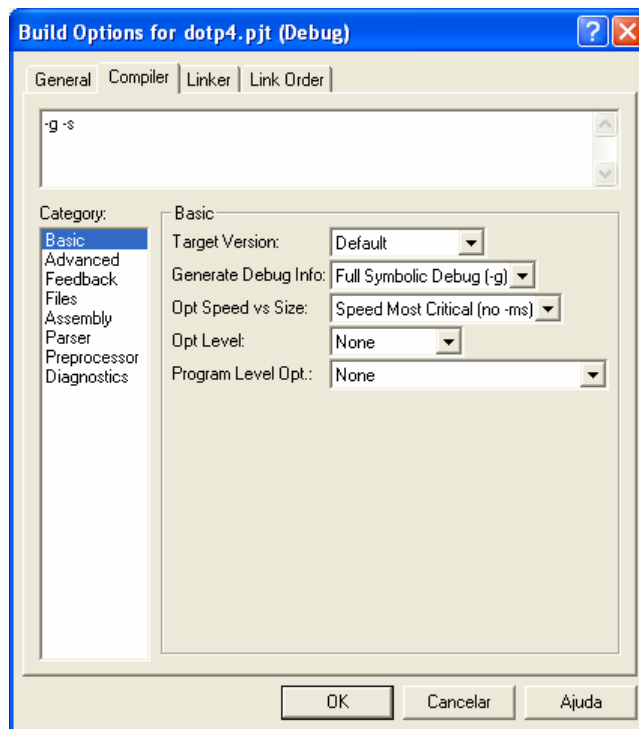 Build Options for dotp4.pjt (Debug)
General Compiler Linker Link Order
-g -s
Category:
Basic
Advanced
Feedback
Files
Assembly
Parser
Preprocessor
Diagnostics
Basic
Target Version: Default
Generate Debug Info: Full Symbolic Debug (-g)
Opt Speed vs Size: Speed Most Critical (no -ms)
Opt Level: None
Program Level Opt.: None
OK Cancelar Ajuda